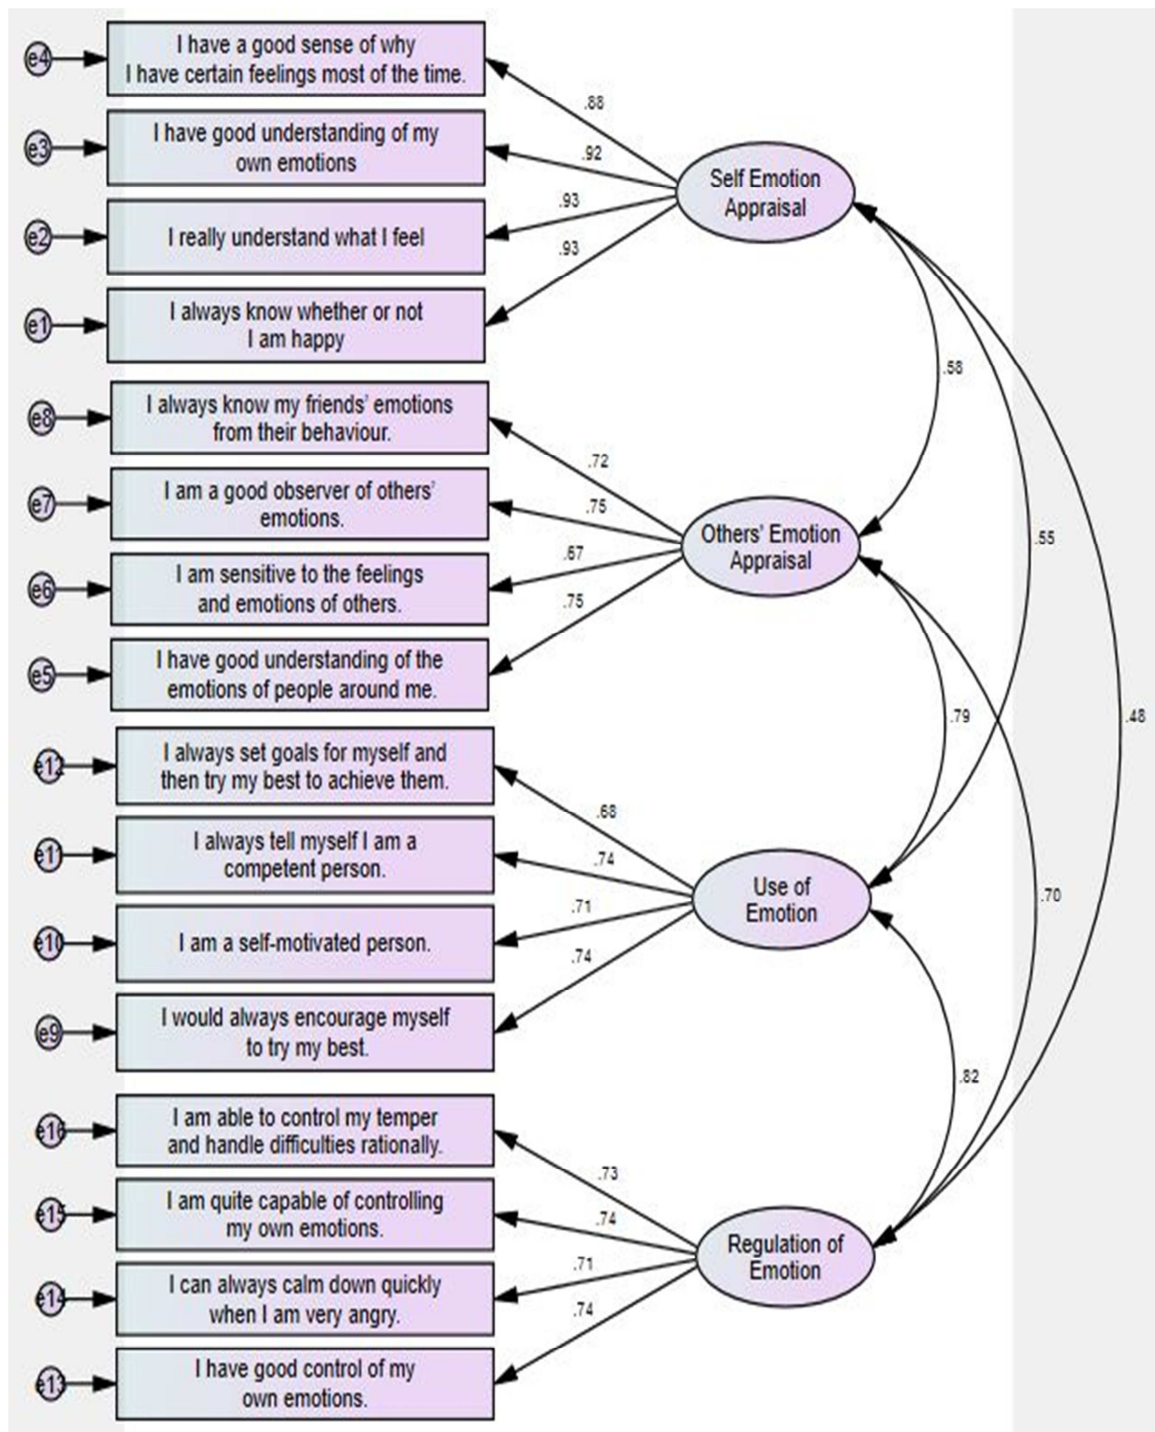 e4
I have a good sense of why
I have certain feelings most of the time.
.88
e3
I have good understanding of my
own emotions
.92
Self Emotion
Appraisal
e2
I really understand what I feel
.93
e1
I always know whether or not
I am happy
.93
.58
e8
I always know my friends’ emotions
from their behaviour.
.72
e7
I am a good observer of others’
emotions.
.75
Others’ Emotion
Appraisal
.55
e6
I am sensitive to the feelings
and emotions of others.
.67
e5
I have good understanding of the
emotions of people around me.
.75
.79
.48
e12
I always set goals for myself and
then try my best to achieve them.
.68
e11
I always tell myself I am a
competent person.
.74
Use of
Emotion
.70
e10
I am a self-motivated person.
.71
e9
I would always encourage myself
to try my best.
.74
.82
e16
I am able to control my temper
and handle difficulties rationally.
.73
e15
I am quite capable of controlling
my own emotions.
.74
Regulation of
Emotion
e14
I can always calm down quickly
when I am very angry.
.71
e13
I have good control of my
own emotions.
.74